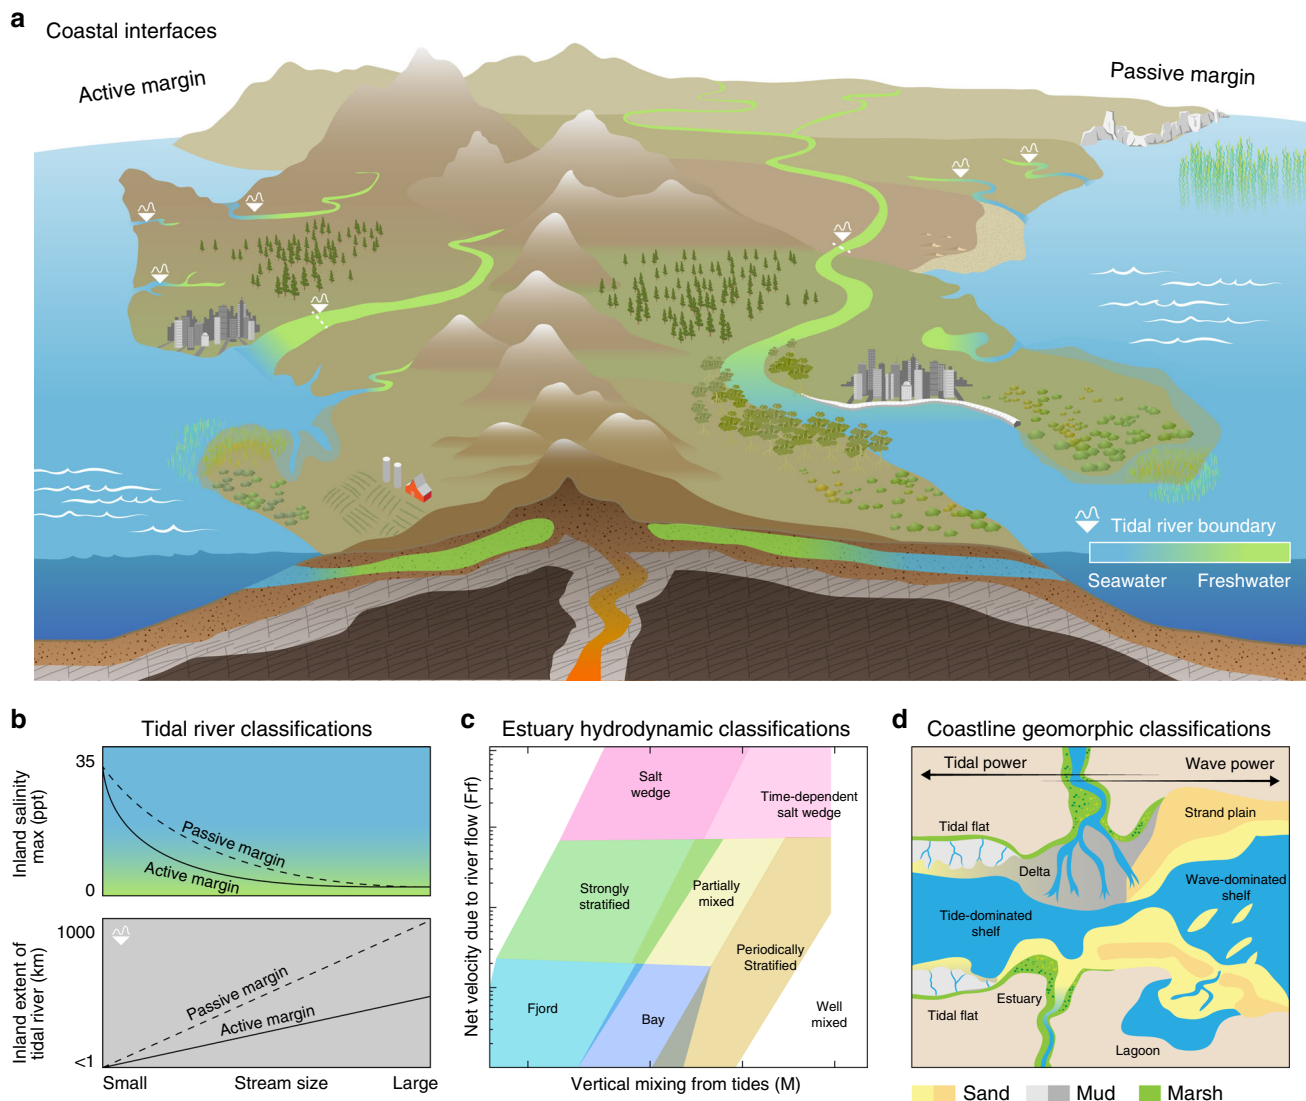 a
Coastal interfaces
Active margin
Passive margin
Tidal river boundary
Seawater Freshwater
b
Tidal river classifications
35
Inland salinity
max (ppt)
Passive margin
Active margin
0
1000
Inland extent of
tidal river (km)
Passive margin
Active margin
<1
Small Stream size Large
c
Estuary hydrodynamic classifications
Net velocity due to river flow (Frf)
Salt
wedge
Time-dependent
salt wedge
Strongly
stratified
Partially
mixed
Periodically
Stratified
Fjord
Bay
Well
mixed
Vertical mixing from tides (M)
d
Coastline geomorphic classifications
Tidal power
Wave power
Tidal flat
Strand plain
Delta
Wave-dominated
shelf
Tide-dominated
shelf
Estuary
Tidal flat
Lagoon
Sand Mud Marsh